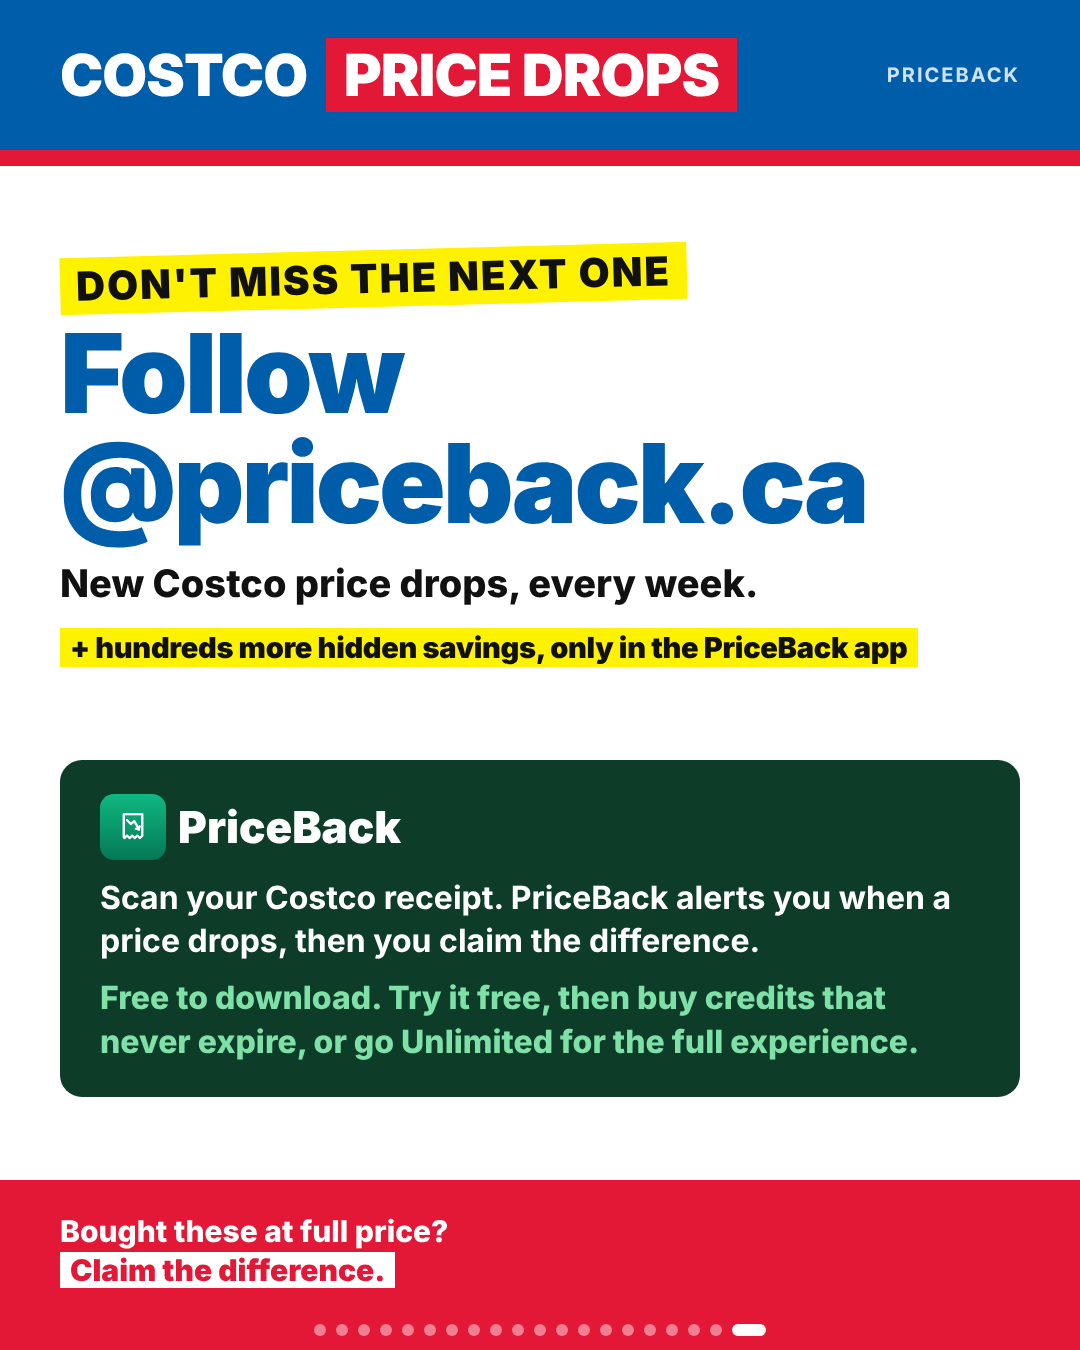 COSTCO PRICE DROPS
PRICEBACK
DON'T MISS THE NEXT ONE
Follow
@priceback.ca
New Costco price drops, every week.
+ hundreds more hidden savings, only in the PriceBack app
PriceBack
Scan your Costco receipt. PriceBack alerts you when a
price drops, then you claim the difference.
Free to download. Try it free, then buy credits that
never expire, or go Unlimited for the full experience.
Bought these at full price?
Claim the difference.